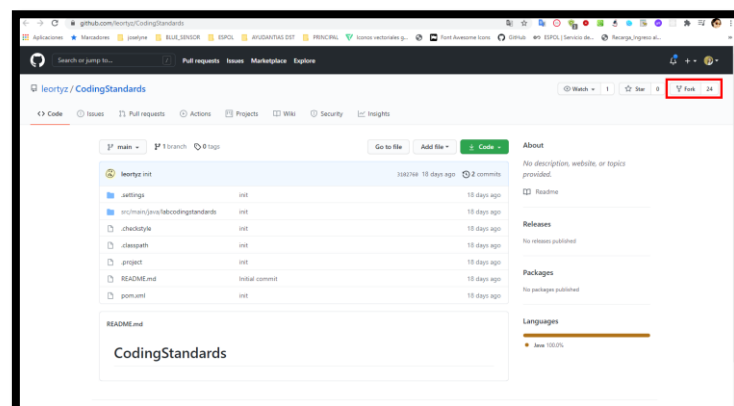 github.com/leortyz/CodingStandards
Aplicaciones Marcadores joselyne BLUE_SENSOR ESPOL AYUDANTIAS DST PRINCIPAL Iconos vectoriales g... Font Awesome Icons GitHub ESPOL | Servicios de... Recarga_Ingreso al...
Search or jump to... / Pull requests Issues Marketplace Explore
leortyz / CodingStandards
Watch 1 Star 0 Fork 24
Code Issues Pull requests Actions Projects Wiki Security Insights
main 1 branch 0 tags Go to file Add file Code
leortyz init 18 days ago 2 commits
.settings init 18 days ago
src/main/java/labcodingstandards init 18 days ago
.checkstyle init 18 days ago
.classpath init 18 days ago
.project init 18 days ago
README.md Initial commit 18 days ago
pom.xml init 18 days ago
README.md
CodingStandards
About
No description, website, or topics
provided.
Readme
Releases
No releases published
Packages
No packages published
Languages
Java 100.0%